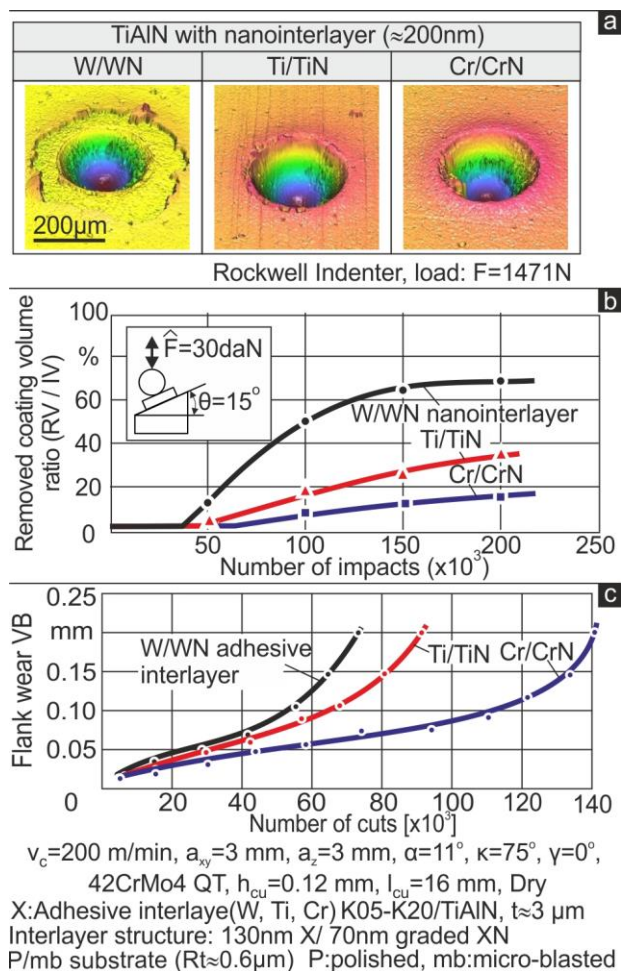 a
TiAlN with nanointerlayer (≈200nm)
W/WN Ti/TiN Cr/CrN
200µm
Rockwell Indenter, load: F=1471N
b
Removed coating volume
ratio (RV / IV)
100
%
60
40
20
0
F̂=30daN
θ=15°
W/WN nanointerlayer
Ti/TiN
Cr/CrN
50 100 150 200 250
Number of impacts (x10³)
c
Flank wear VB
0.25
mm
0.15
0.10
0.05
0
W/WN adhesive
interlayer
Ti/TiN
Cr/CrN
20 40 60 80 100 120 140
Number of cuts [x10³]
v_c=200 m/min, a_xy=3 mm, a_z=3 mm, α=11°, κ=75°, γ=0°,
42CrMo4 QT, h_cu=0.12 mm, l_cu=16 mm, Dry
X:Adhesive interlaye(W, Ti, Cr) K05-K20/TiAlN, t≈3 µm
Interlayer structure: 130nm X/ 70nm graded XN
P/mb substrate (Rt≈0.6µm) P:polished, mb:micro-blasted